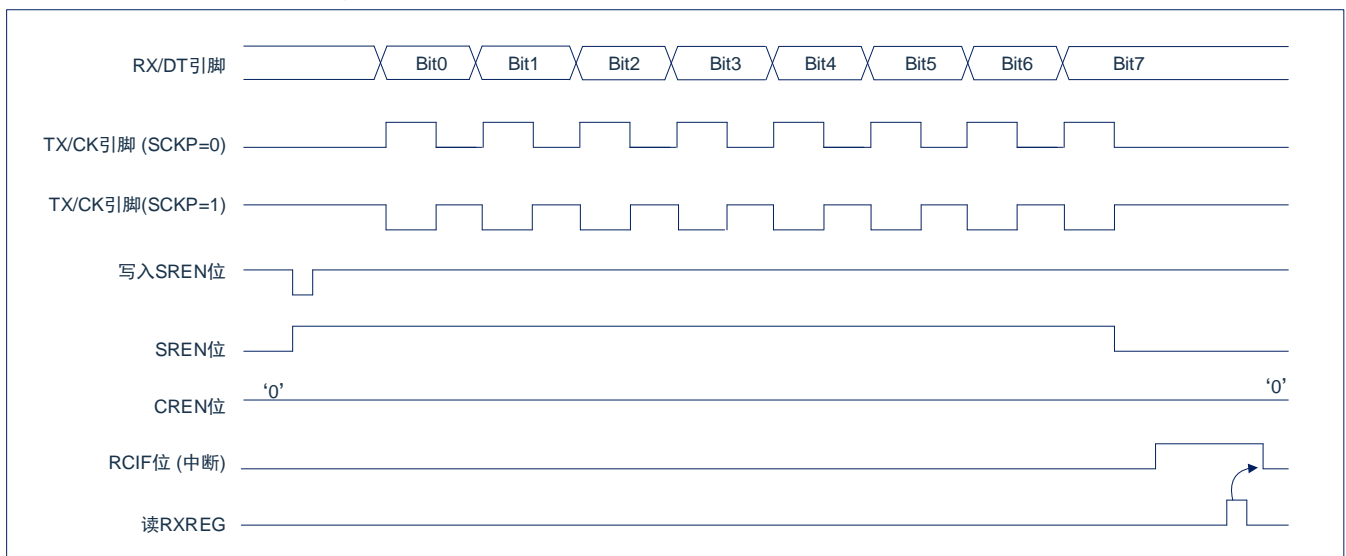 RX/DT引脚 Bit0 Bit1 Bit2 Bit3 Bit4 Bit5 Bit6 Bit7
TX/CK引脚 (SCKP=0)
TX/CK引脚(SCKP=1)
写入SREN位
SREN位
‘0’ ‘0’
CREN位
RCIF位 (中断)
读RXREG